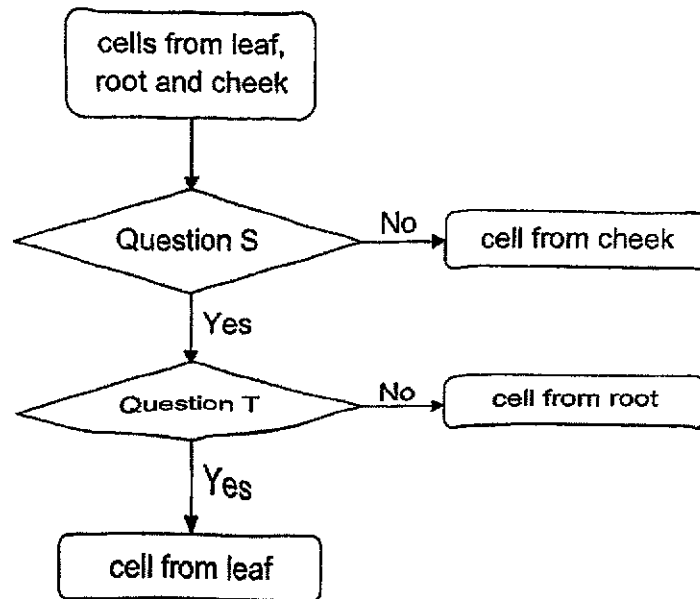 cells from leaf,
root and cheek
Question S
No
cell from cheek
Yes
Question T
No
cell from root
Yes
cell from leaf